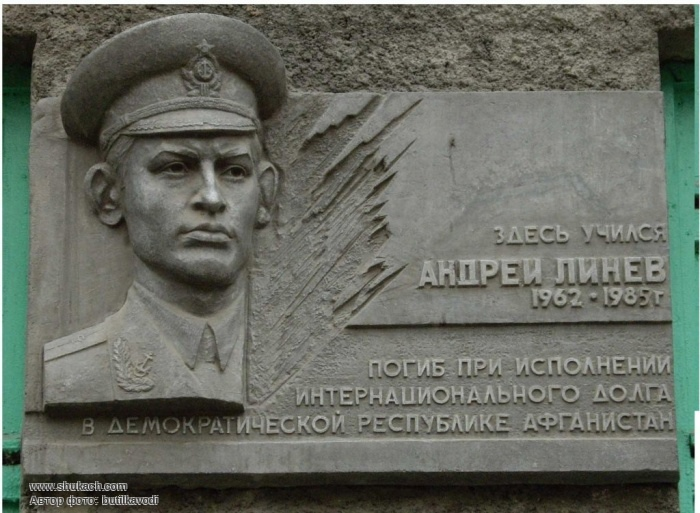 ЗДЕСЬ УЧИЛСЯ
АНДРЕЙ ЛИНЕВ
1962 • 1985г
ПОГИБ ПРИ ИСПОЛНЕНИИ
ИНТЕРНАЦИОНАЛЬНОГО ДОЛГА
В ДЕМОКРАТИЧЕСКОЙ РЕСПУБЛИКЕ АФГАНИСТАН
www.shukach.com
Автор фото: butilkavodi